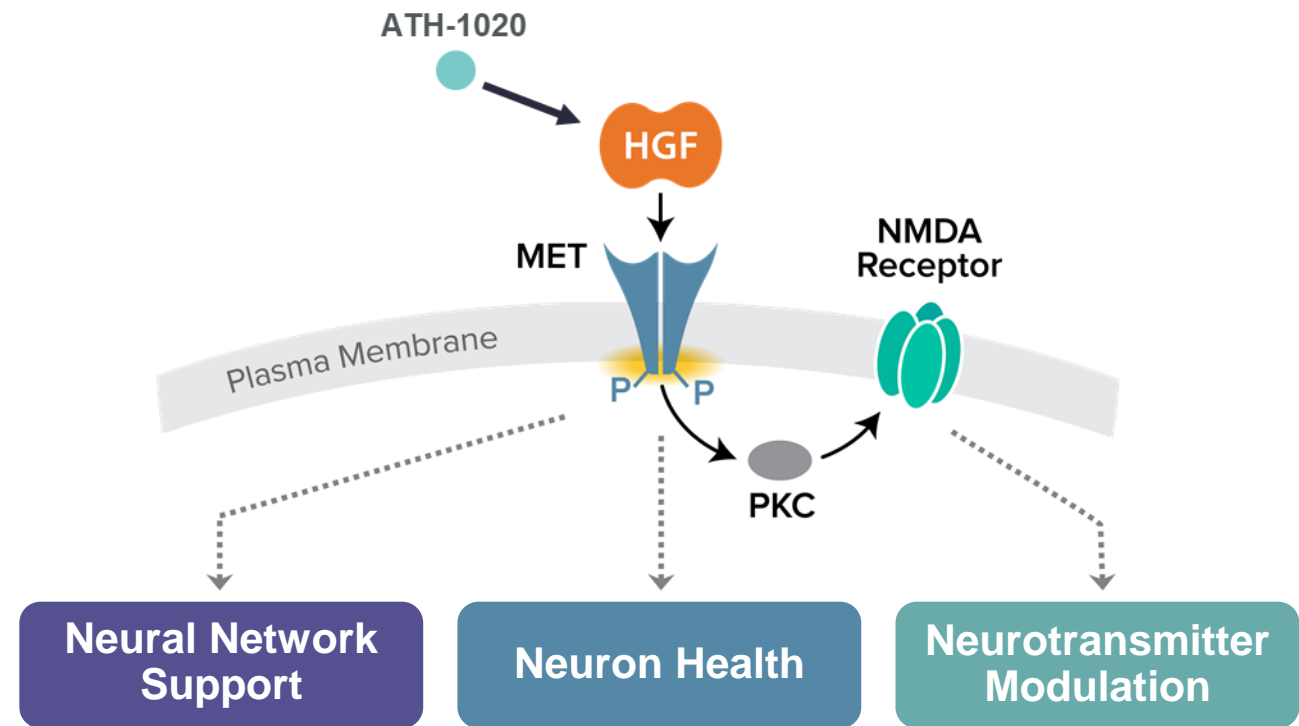 ATH-1020
HGF
MET
NMDA
Receptor
Plasma Membrane
P
P
PKC
Neural Network
Support
Neuron Health
Neurotransmitter
Modulation